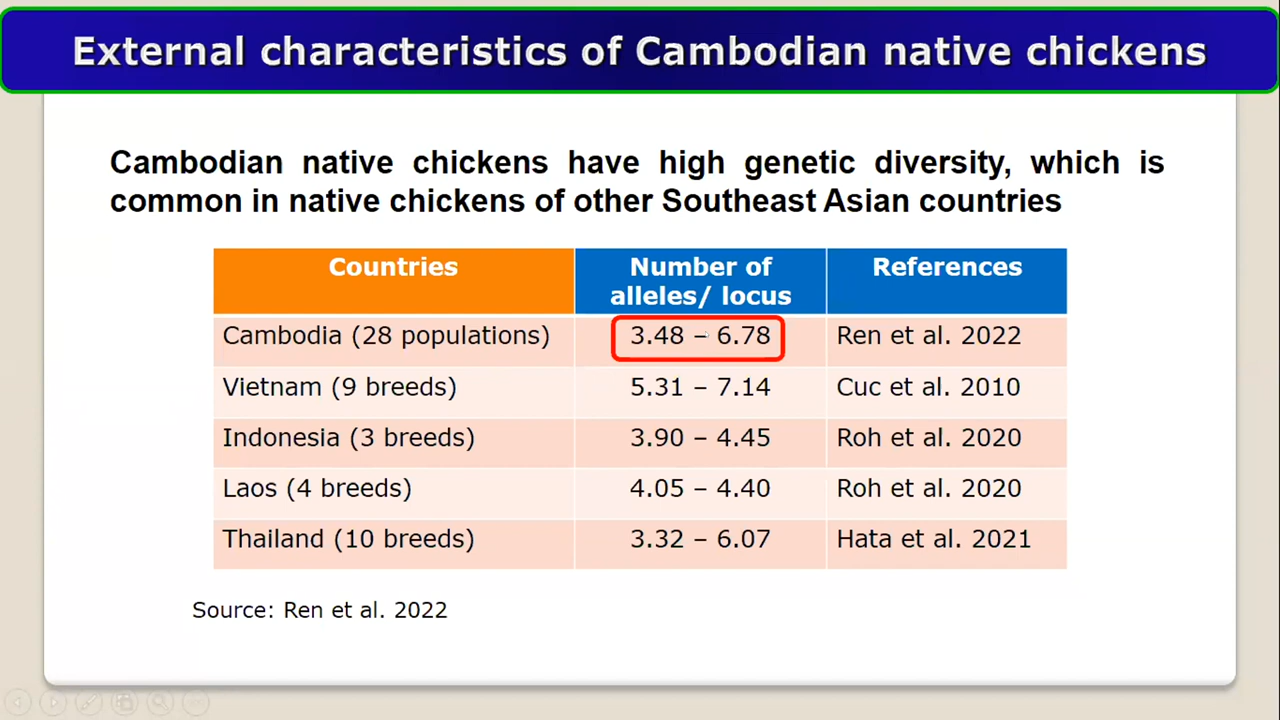 External characteristics of Cambodian native chickens
Cambodian native chickens have high genetic diversity, which is
common in native chickens of other Southeast Asian countries
Countries Number of alleles/ locus References
Cambodia (28 populations) 3.48 – 6.78 Ren et al. 2022
Vietnam (9 breeds) 5.31 – 7.14 Cuc et al. 2010
Indonesia (3 breeds) 3.90 – 4.45 Roh et al. 2020
Laos (4 breeds) 4.05 – 4.40 Roh et al. 2020
Thailand (10 breeds) 3.32 – 6.07 Hata et al. 2021
Source: Ren et al. 2022